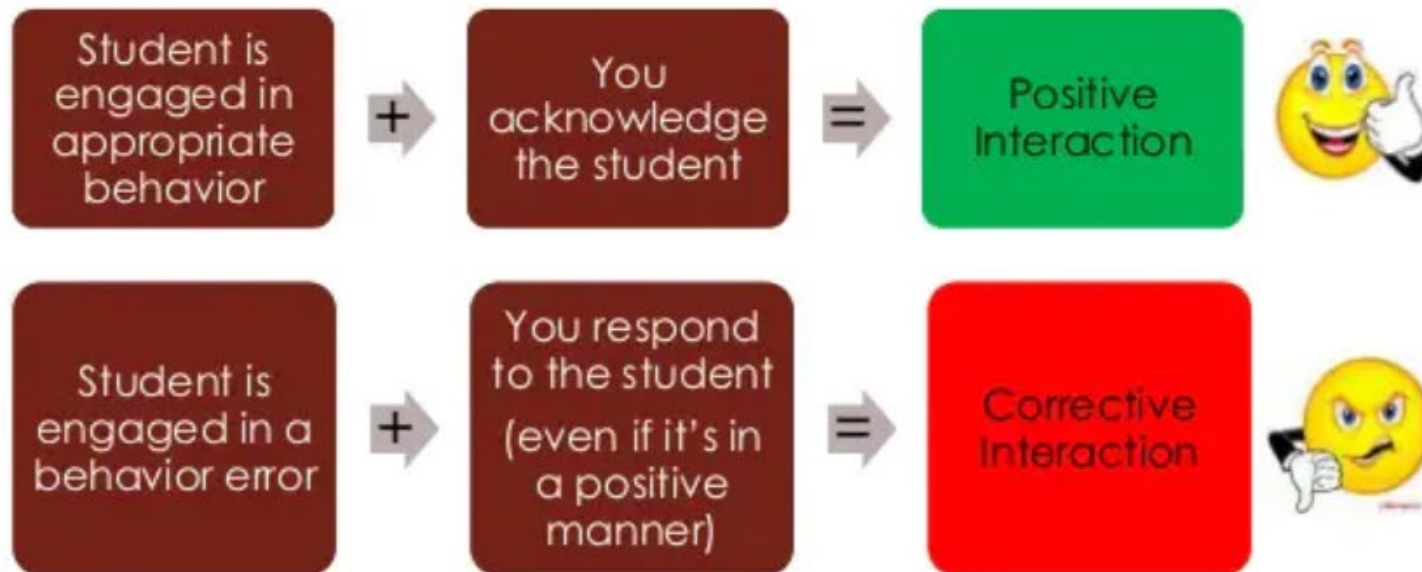 Student is
engaged in
appropriate
behavior
+
You
acknowledge
the student
=
Positive
Interaction
Student is
engaged in a
behavior error
+
You respond
to the student
(even if it's in
a positive
manner)
=
Corrective
Interaction